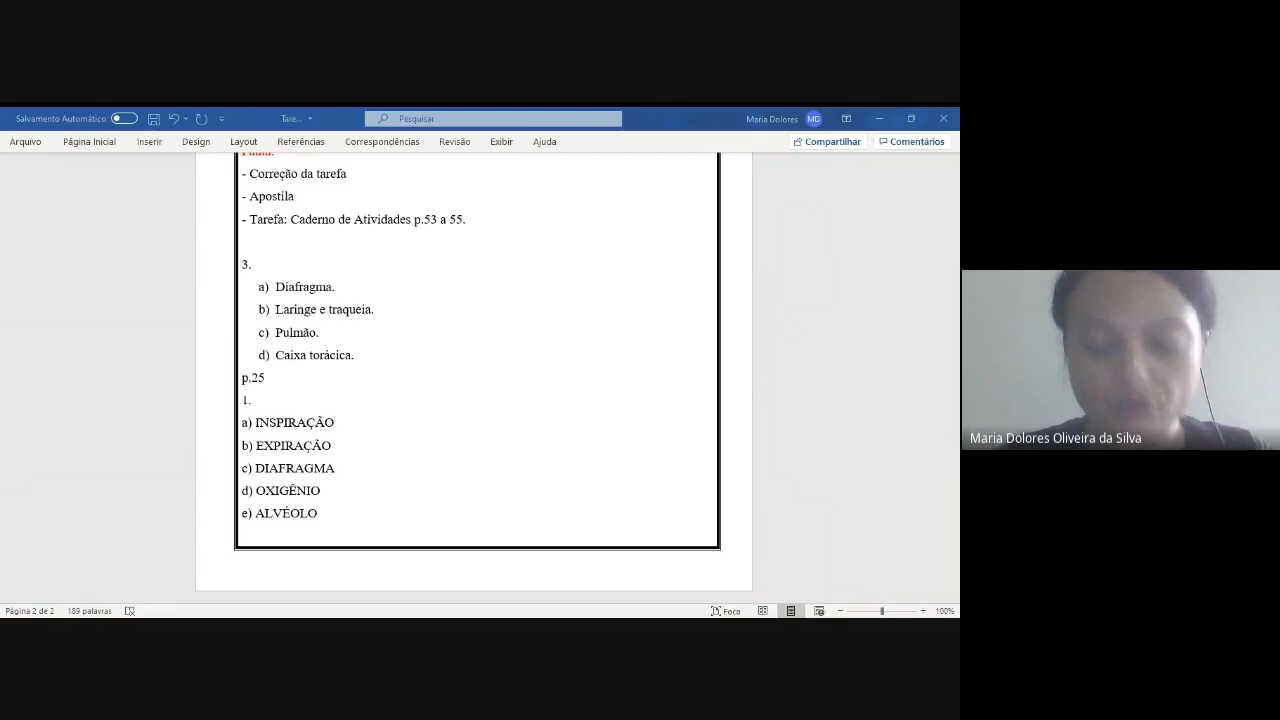 Salvamento Automático
Tare...
Pesquisar
Maria Dolores
MD
Arquivo
Página Inicial
Inserir
Design
Layout
Referências
Correspondências
Revisão
Exibir
Ajuda
Compartilhar
Comentários
- Correção da tarefa
- Apostila
- Tarefa: Caderno de Atividades p.53 a 55.
3.
a) Diafragma.
b) Laringe e traqueia.
c) Pulmão.
d) Caixa torácica.
p.25
1.
a) INSPIRAÇÃO
b) EXPIRAÇÃO
c) DIAFRAGMA
d) OXIGÊNIO
e) ALVÉOLO
Maria Dolores Oliveira da Silva
Página 2 de 2
189 palavras
Foco
100%